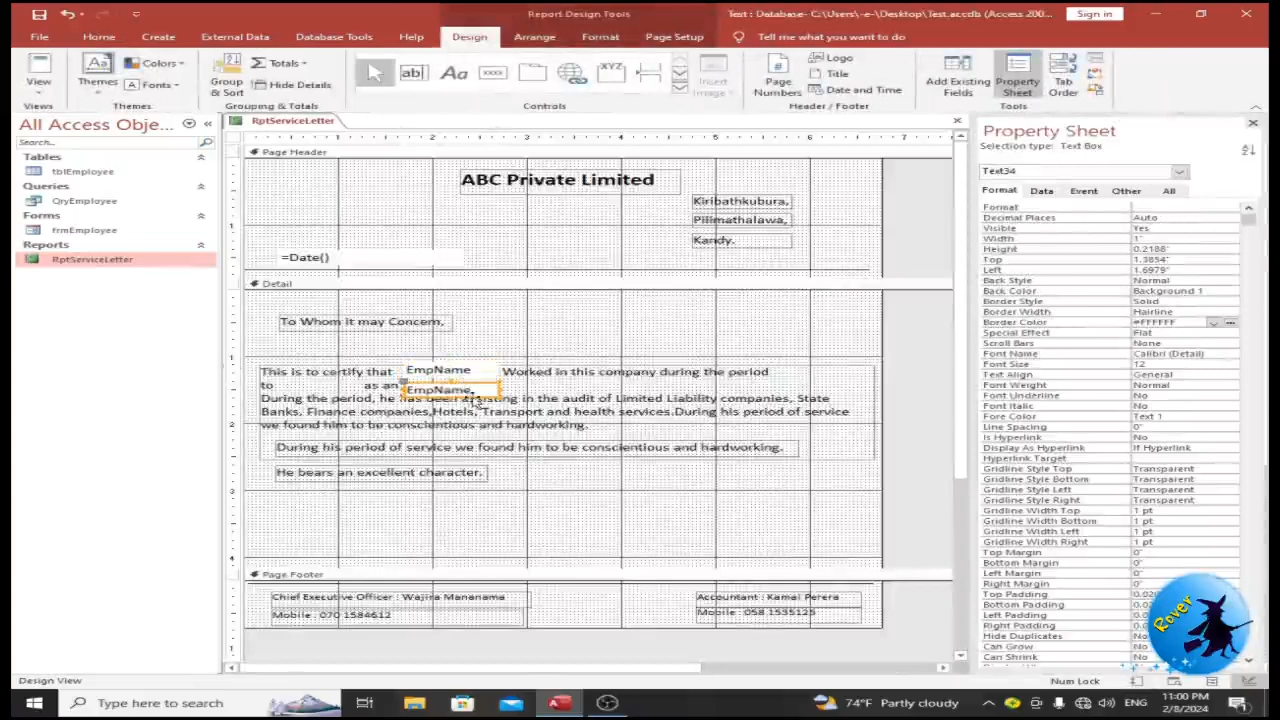 Report Design Tools
Test : Database- C:\Users\-e-\Desktop\Test.accdb (Access 200...
Sign in
File Home Create External Data Database Tools Help Design Arrange Format Page Setup Tell me what you want to do
View
Views
Themes
Colors
Fonts
Themes
Group & Sort
Totals
Hide Details
Grouping & Totals
Aa
XYZ
Insert Image
Controls
Page Numbers
Logo
Title
Date and Time
Header / Footer
Add Existing Fields
Property Sheet
Tab Order
Tools
All Access Obje...
Search...
Tables
tblEmployee
Queries
QryEmployee
Forms
frmEmployee
Reports
RptServiceLetter
RptServiceLetter
Page Header
ABC Private Limited
Kiribathkubura,
Pilimathalawa,
Kandy.
=Date()
Detail
To Whom It may Concern,
This is to certify that EmpName Worked in this company during the period
to as an EmpName
During the period, he has been in the audit of Limited Liability companies, State
Banks, Finance companies,Hotels, Transport and health services.During his period of service
we found him to be conscientious and hardworking.
During his period of service we found him to be conscientious and hardworking.
He bears an excellent character.
Page Footer
Chief Executive Officer : Wajira Mananama
Accountant : Kamal Perera
Mobile : 070 1584612
Mobile : 058 1535125
Property Sheet
Selection type: Text Box
Text34
Format Data Event Other All
Format
Decimal Places Auto
Visible Yes
Width 1"
Height 0.2188"
Top 1.3854"
Left 1.6979"
Back Style Normal
Back Color Background 1
Border Style Solid
Border Width Hairline
Border Color #FFFFFF
Special Effect Flat
Scroll Bars None
Font Name Calibri (Detail)
Font Size 12
Text Align General
Font Weight Normal
Font Underline No
Font Italic No
Fore Color Text 1
Line Spacing 0"
Is Hyperlink No
Display As Hyperlink If Hyperlink
Hyperlink Target
Gridline Style Top Transparent
Gridline Style Bottom Transparent
Gridline Style Left Transparent
Gridline Style Right Transparent
Gridline Width Top 1 pt
Gridline Width Bottom 1 pt
Gridline Width Left 1 pt
Gridline Width Right 1 pt
Top Margin 0"
Bottom Margin 0"
Left Margin 0"
Right Margin 0"
Top Padding
Bottom Padding
Left Padding
Right Padding
Hide Duplicates No
Can Grow No
Can Shrink No
Rover
Design View
Num Lock
Type here to search
74°F Partly cloudy
ENG
11:00 PM
2/8/2024